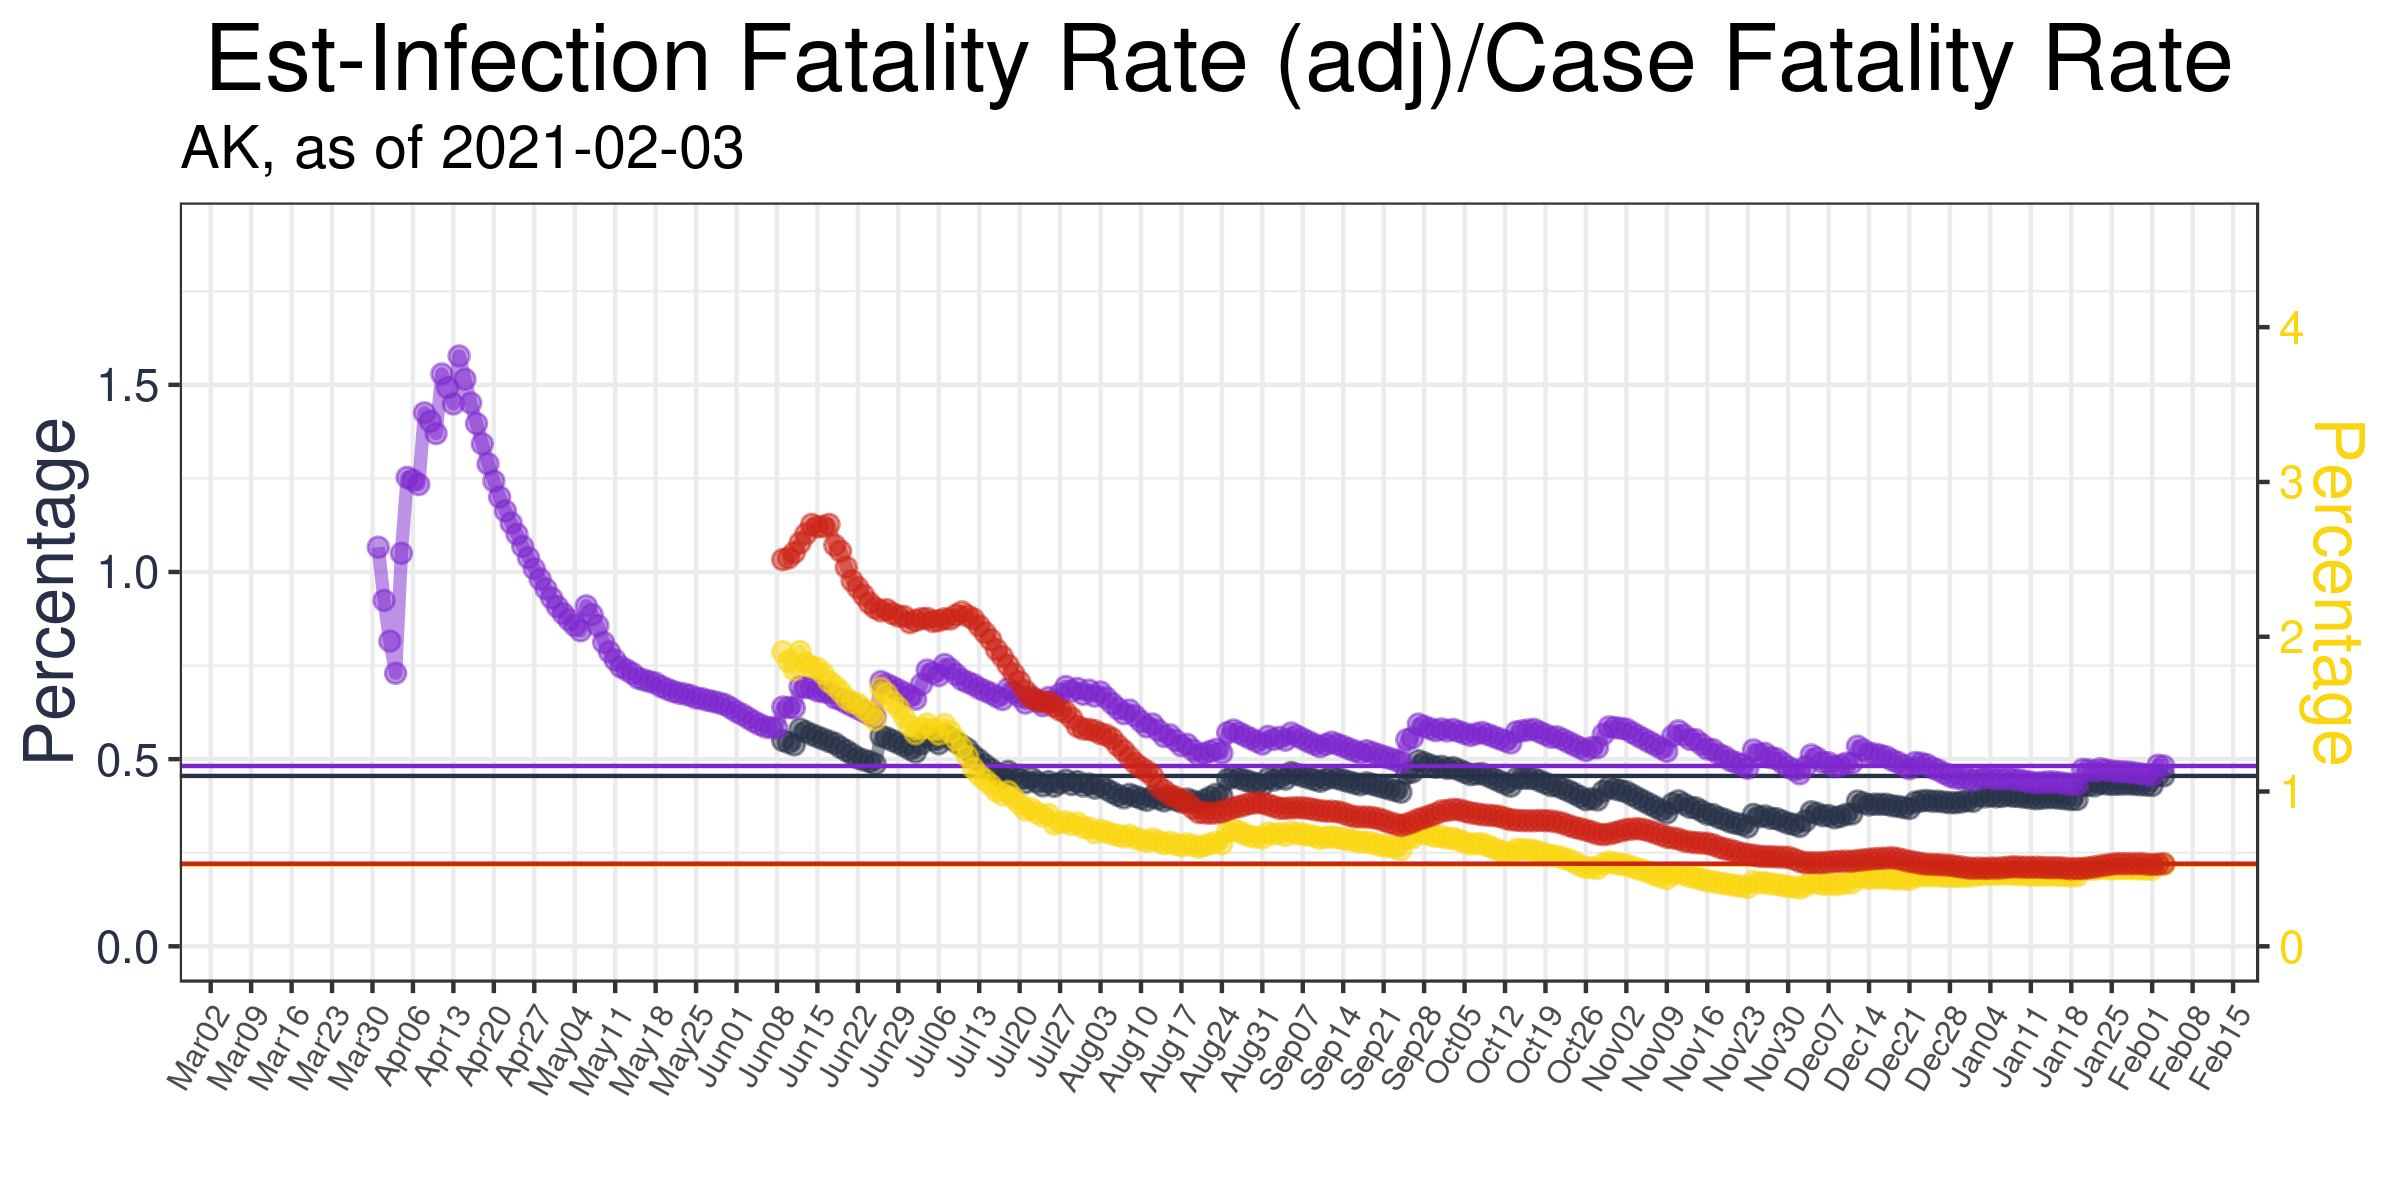 Est-Infection Fatality Rate (adj)/Case Fatality Rate
AK, as of 2021-02-03
Percentage
1.5
1.0
0.5
0.0
4
3
2
1
0
Percentage
Mar02 Mar09 Mar16 Mar23 Mar30 Apr06 Apr13 Apr20 Apr27 May04 May11 May18 May25 Jun01 Jun08 Jun15 Jun22 Jun29 Jul06 Jul13 Jul20 Jul27 Aug03 Aug10 Aug17 Aug24 Aug31 Sep07 Sep14 Sep21 Sep28 Oct05 Oct12 Oct19 Oct26 Nov02 Nov09 Nov16 Nov23 Nov30 Dec07 Dec14 Dec21 Dec28 Jan04 Jan11 Jan18 Jan25 Feb01 Feb08 Feb15